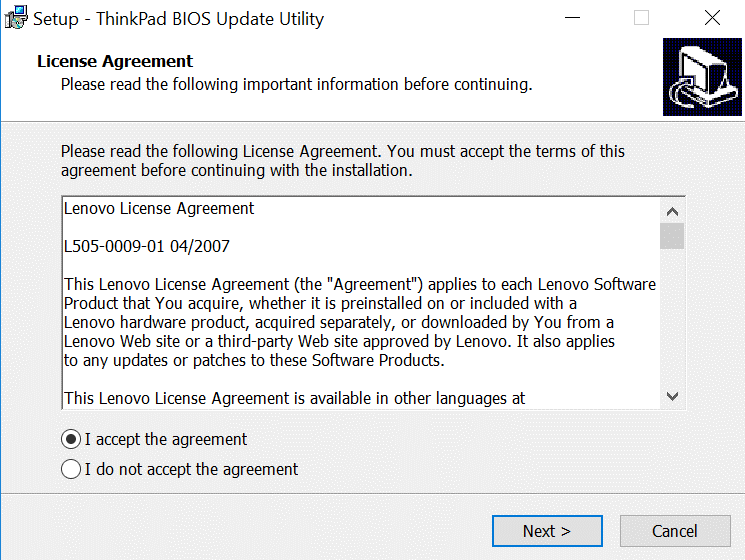 Setup - ThinkPad BIOS Update Utility
License Agreement
Please read the following important information before continuing.
Please read the following License Agreement. You must accept the terms of this
agreement before continuing with the installation.
Lenovo License Agreement
L505-0009-01 04/2007
This Lenovo License Agreement (the "Agreement") applies to each Lenovo Software
Product that You acquire, whether it is preinstalled on or included with a
Lenovo hardware product, acquired separately, or downloaded by You from a
Lenovo Web site or a third-party Web site approved by Lenovo. It also applies
to any updates or patches to these Software Products.
This Lenovo License Agreement is available in other languages at
I accept the agreement
I do not accept the agreement
Next >
Cancel